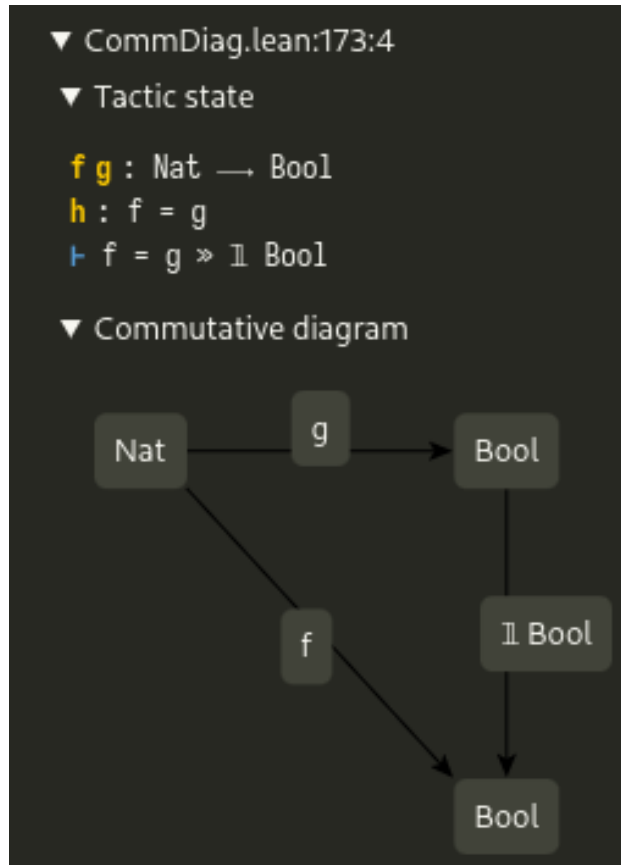 ▼ CommDiag.lean:173:4
▼ Tactic state
f g : Nat ⟶ Bool
h : f = g
⊢ f = g ≫ 𝟙 Bool
▼ Commutative diagram
g
Nat
Bool
𝟙 Bool
f
Bool